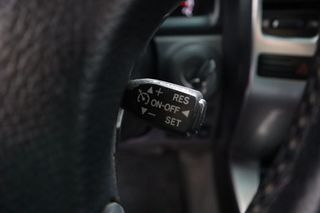 + RES
ON-OFF
− SET